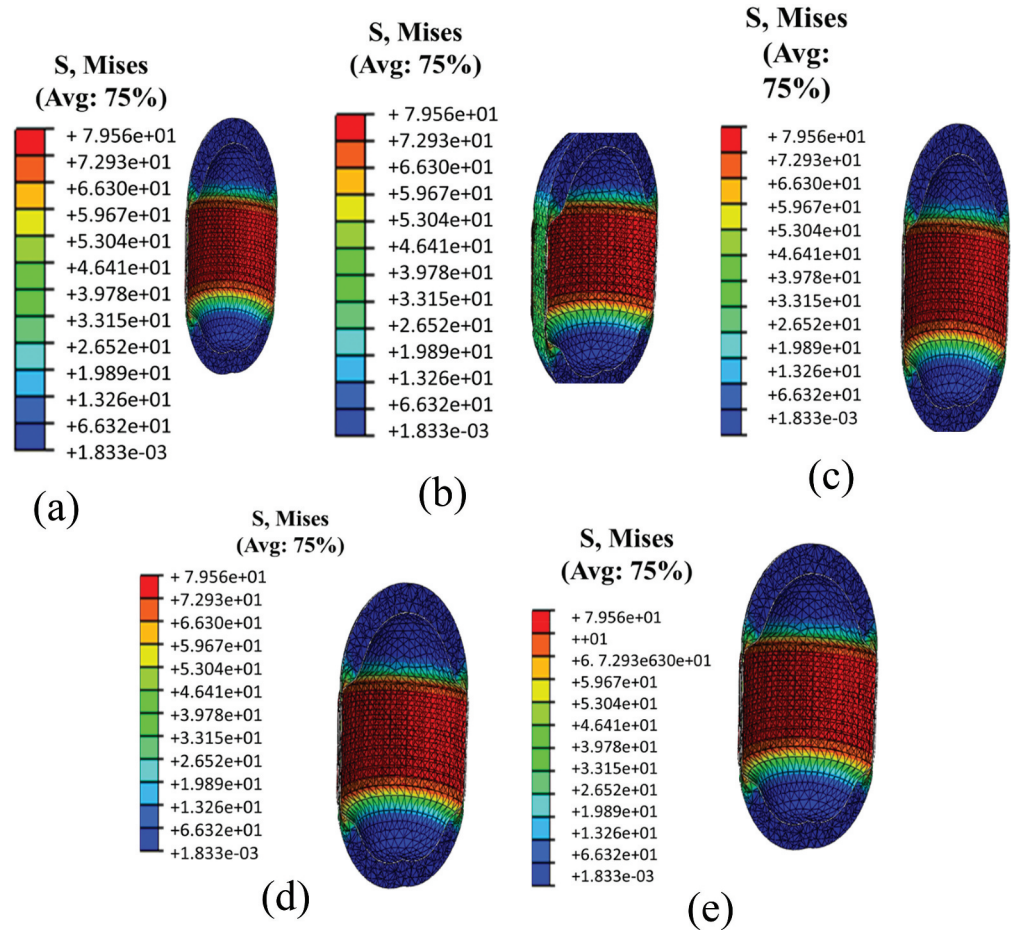 S, Mises
(Avg: 75%)
+ 7.956e+01
+7.293e+01
+6.630e+01
+5.967e+01
+5.304e+01
+4.641e+01
+3.978e+01
+3.315e+01
+2.652e+01
+1.989e+01
+1.326e+01
+6.632e+01
+1.833e-03
(a)
S, Mises
(Avg: 75%)
+ 7.956e+01
+7.293e+01
+6.630e+01
+5.967e+01
+5.304e+01
+4.641e+01
+3.978e+01
+3.315e+01
+2.652e+01
+1.989e+01
+1.326e+01
+6.632e+01
+1.833e-03
(b)
S, Mises
(Avg:
75%)
+ 7.956e+01
+7.293e+01
+6.630e+01
+5.967e+01
+5.304e+01
+4.641e+01
+3.978e+01
+3.315e+01
+2.652e+01
+1.989e+01
+1.326e+01
+6.632e+01
+1.833e-03
(c)
S, Mises
(Avg: 75%)
+ 7.956e+01
+7.293e+01
+6.630e+01
+5.967e+01
+5.304e+01
+4.641e+01
+3.978e+01
+3.315e+01
+2.652e+01
+1.989e+01
+1.326e+01
+6.632e+01
+1.833e-03
(d)
S, Mises
(Avg: 75%)
+ 7.956e+01
++01
+6. 7.293e630e+01
+5.967e+01
+5.304e+01
+4.641e+01
+3.978e+01
+3.315e+01
+2.652e+01
+1.989e+01
+1.326e+01
+6.632e+01
+1.833e-03
(e)